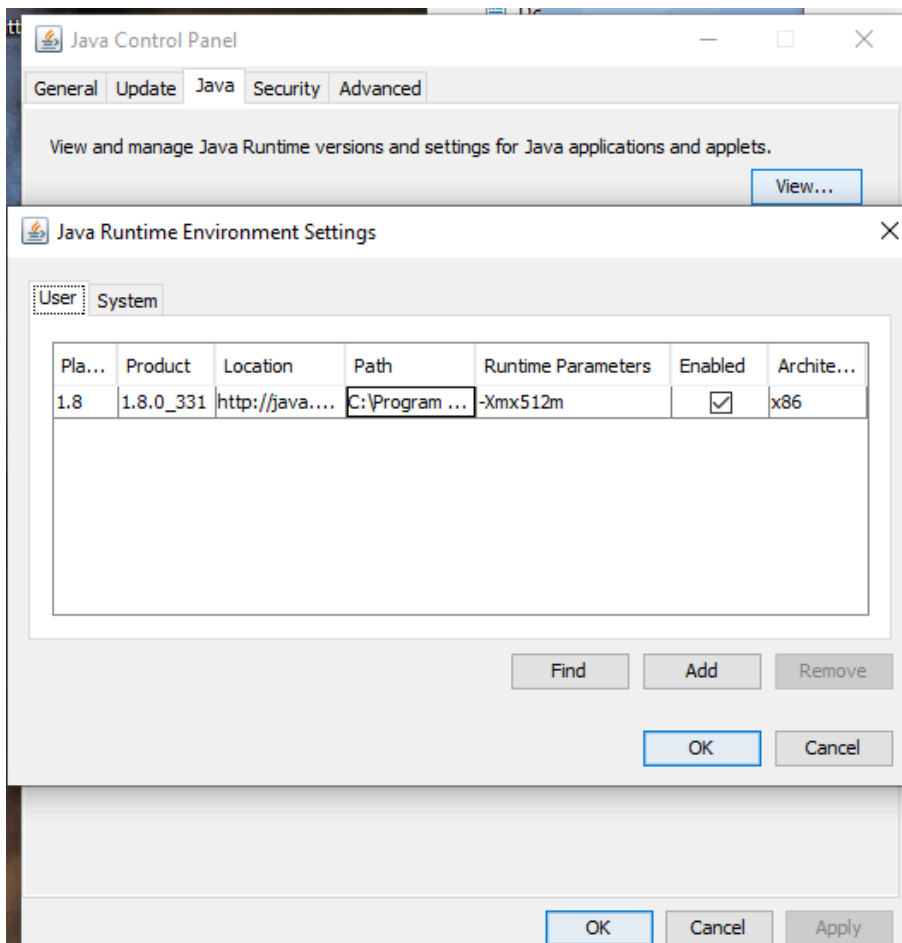 tt
Java Control Panel
General Update Java Security Advanced
View and manage Java Runtime versions and settings for Java applications and applets.
View...
Java Runtime Environment Settings
User System
Pla... Product Location Path Runtime Parameters Enabled Archite...
1.8 1.8.0_331 http://java.... C:\Program ... -Xmx512m x86
Find Add Remove
OK Cancel
OK Cancel Apply